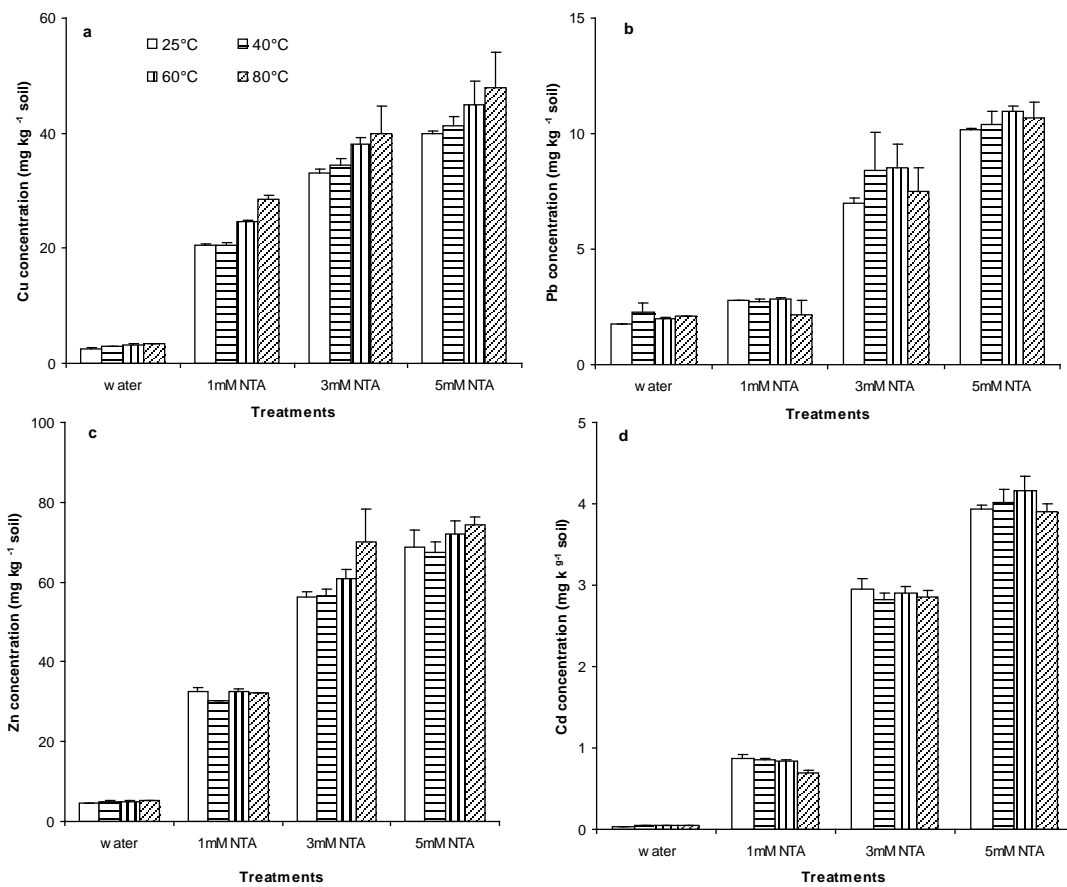 a
25°C 40°C
60°C 80°C
Cu concentration (mg kg -1 soil)
60
40
20
0
water 1mM NTA 3mM NTA 5mM NTA
Treatments
b
Pb concentration (mg kg -1 soil)
15
10
5
0
water 1mM NTA 3mM NTA 5mM NTA
Treatments
c
Zn concentration (mg kg -1 soil)
100
80
60
40
20
0
water 1mM NTA 3mM NTA 5mM NTA
Treatments
d
Cd concentration (mg k g-1 soil)
5
4
3
2
1
0
water 1mM NTA 3mM NTA 5mM NTA
Treatments